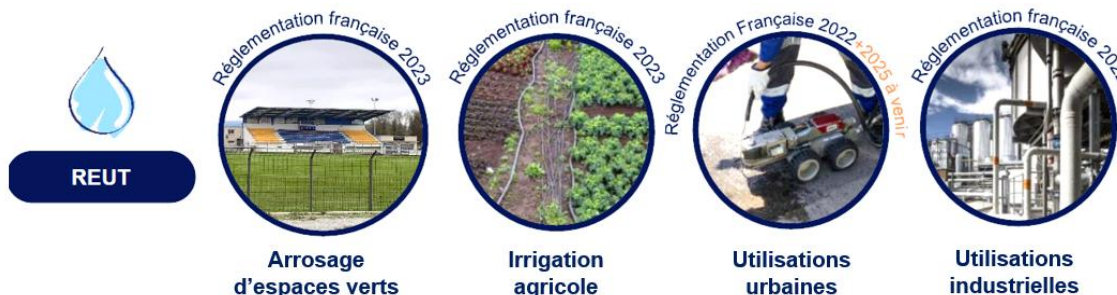 REUT
Réglementation française 2023
Arrosage
d'espaces verts
Réglementation française 2023
Irrigation
agricole
Réglementation Française 2022 +2025 à venir
Utilisations
urbaines
Réglementation française 202
Utilisations
industrielles